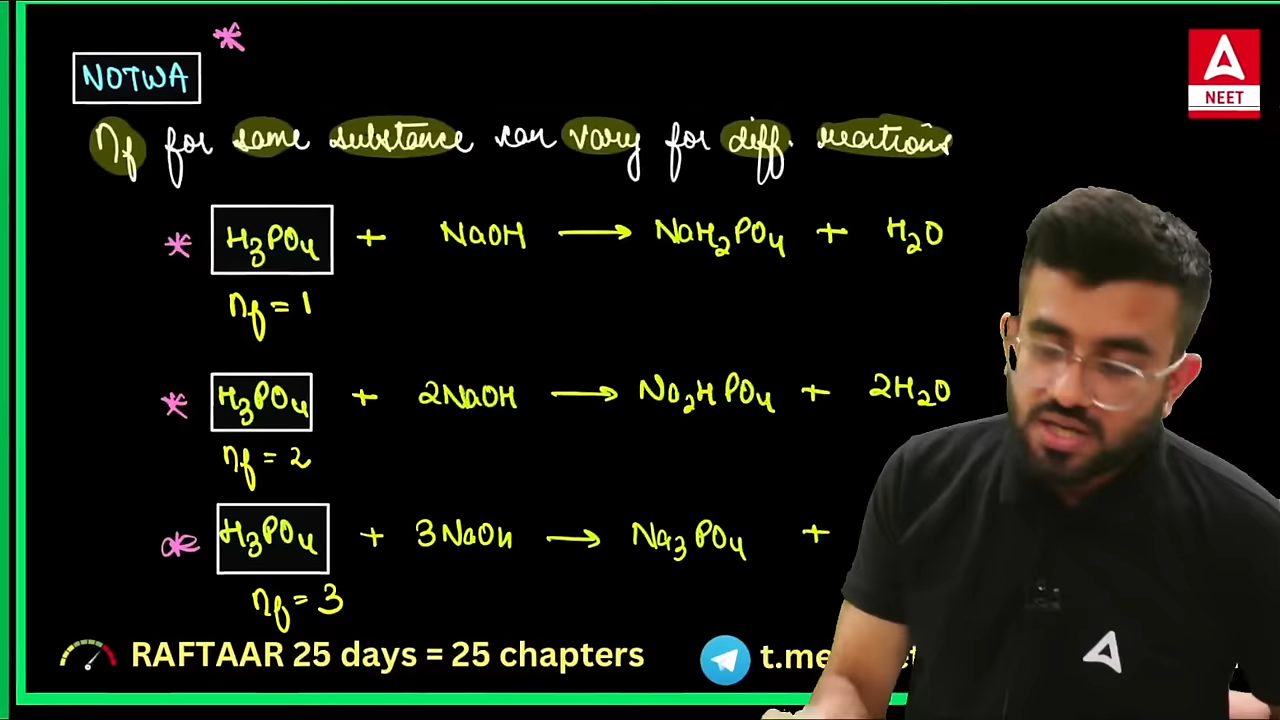 NOTWA *
nf for same substance can vary for diff. reactions
* H3PO4 + NaOH ⟶ NaH2PO4 + H2O
nf = 1
* H3PO4 + 2NaOH ⟶ Na2HPO4 + 2H2O
nf = 2
* H3PO4 + 3NaOH ⟶ Na3PO4 +
nf = 3
RAFTAAR 25 days = 25 chapters
t.me
A
NEET